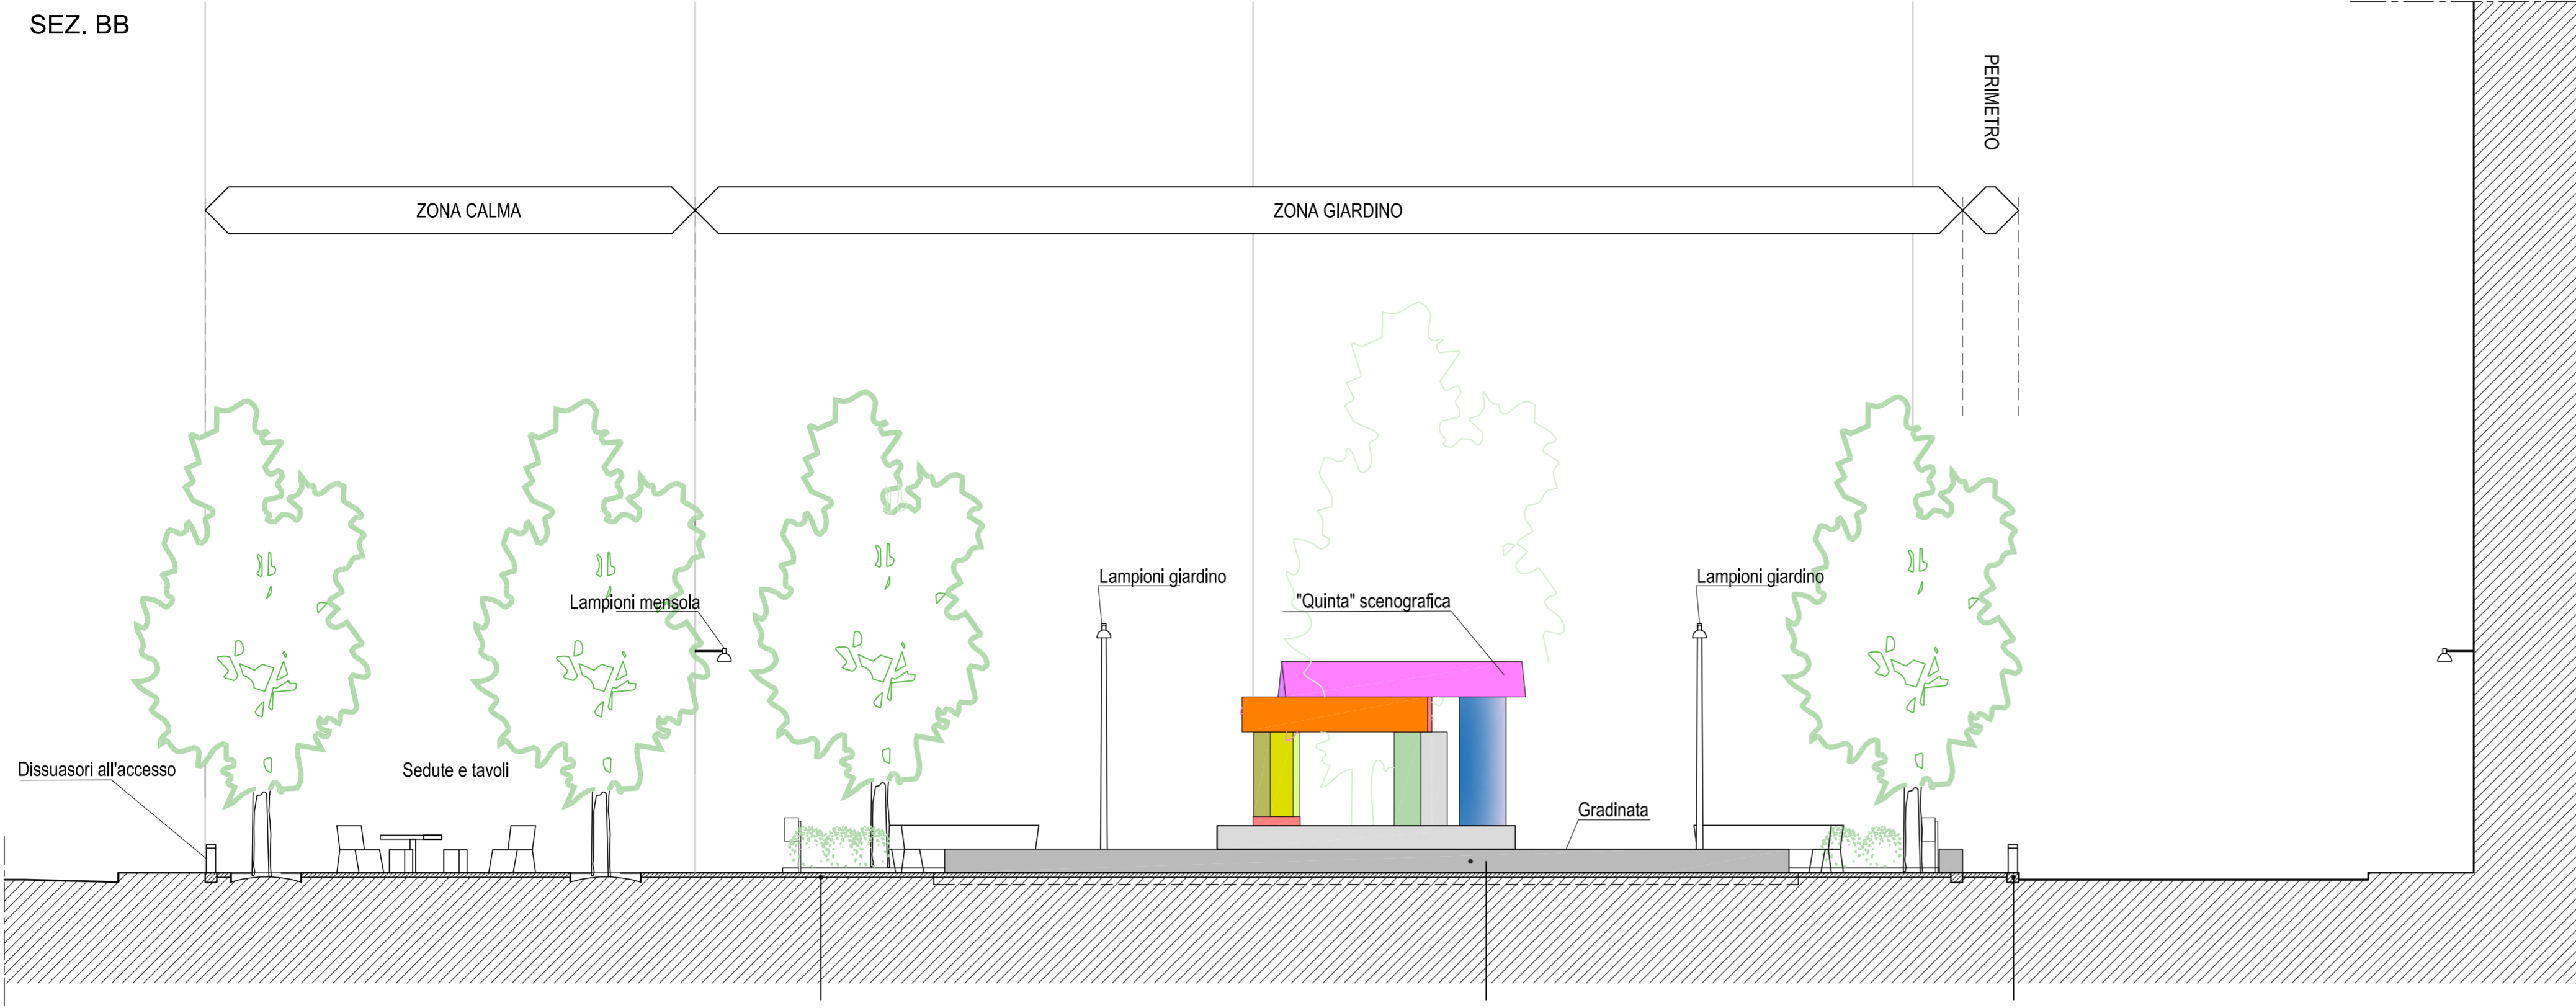 SEZ. BB
PERIMETRO
ZONA CALMA
ZONA GIARDINO
Lampioni giardino
Lampioni giardino
Lampioni mensola
"Quinta" scenografica
Dissuasori all'accesso
Sedute e tavoli
Gradinata